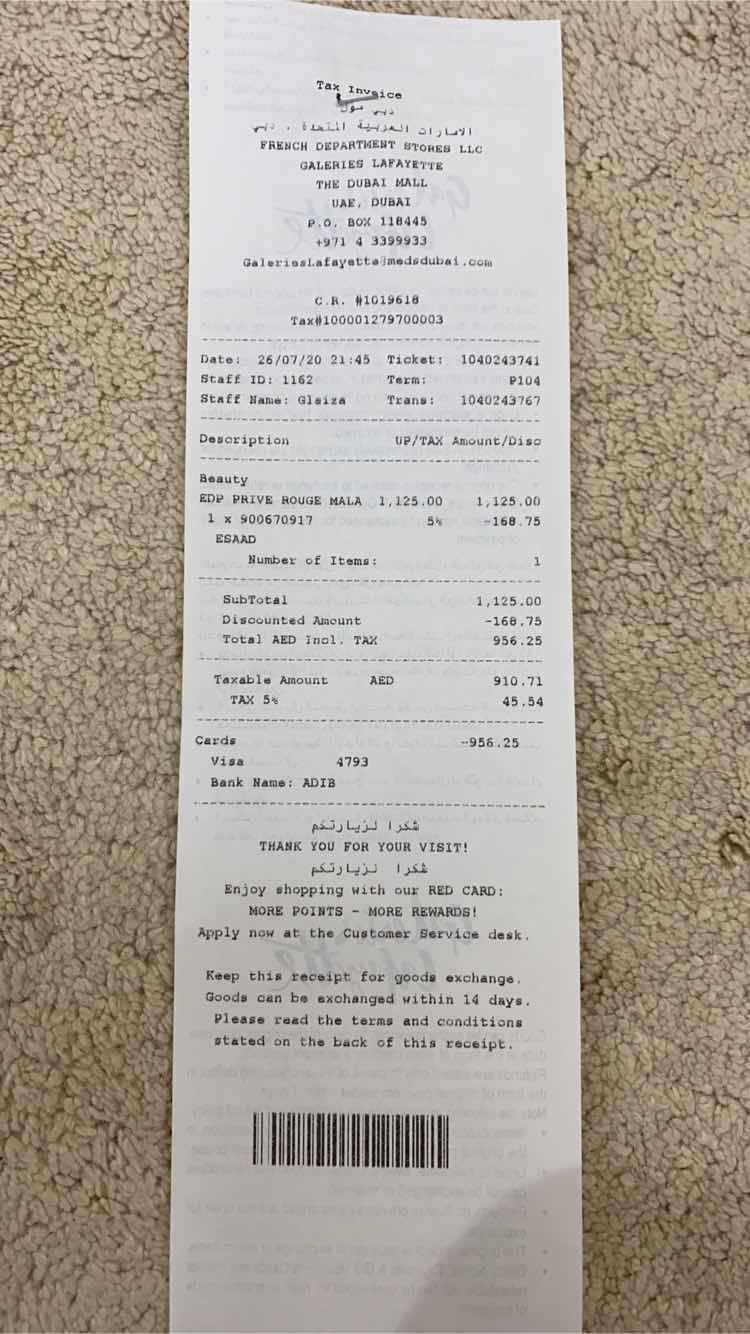 Tax Invoice
دبي مول
الامارات العربية المتحدة ، دبي
FRENCH DEPARTMENT STORES LLC
GALERIES LAFAYETTE
THE DUBAI MALL
UAE, DUBAI
P.O. BOX 118445
+971 4 3399933
GaleriesLafayette@medsdubai.com
C.R. #1019618
Tax#100001279700003
Date: 26/07/20 21:45 Ticket: 1040243741
Staff ID: 1162 Term: P104
Staff Name: Gleiza Trans: 1040243767
Description UP/TAX Amount/Disc
Beauty
EDP PRIVE ROUGE MALA 1,125.00 1,125.00
1 x 900670917 5% -168.75
ESAAD
Number of Items: 1
SubTotal 1,125.00
Discounted Amount -168.75
Total AED Incl. TAX 956.25
Taxable Amount AED 910.71
TAX 5% 45.54
Cards -956.25
Visa 4793
Bank Name: ADIB
شكرا لزيارتكم
THANK YOU FOR YOUR VISIT!
شكرا لزيارتكم
Enjoy shopping with our RED CARD:
MORE POINTS - MORE REWARDS!
Apply now at the Customer Service desk.
Keep this receipt for goods exchange.
Goods can be exchanged within 14 days.
Please read the terms and conditions
stated on the back of this receipt.